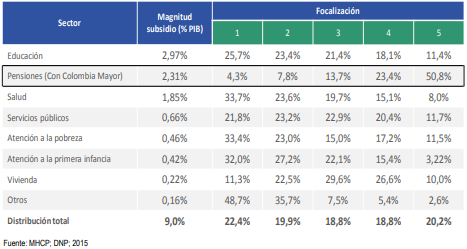 Sector Magnitud subsidio (% PIB) Focalización
1 2 3 4 5
Educación 2,97% 25,7% 23,4% 21,4% 18,1% 11,4%
Pensiones (Con Colombia Mayor) 2,31% 4,3% 7,8% 13,7% 23,4% 50,8%
Salud 1,85% 33,7% 23,6% 19,7% 15,1% 8,0%
Servicios públicos 0,66% 21,8% 23,2% 22,9% 20,4% 11,7%
Atención a la pobreza 0,46% 33,4% 23,0% 15,0% 17,2% 11,5%
Atención a la primera infancia 0,42% 32,0% 27,2% 22,1% 15,4% 3,22%
Vivienda 0,22% 11,3% 22,5% 29,6% 26,6% 10,0%
Otros 0,16% 48,7% 35,7% 7,5% 5,4% 2,6%
Distribución total 9,0% 22,4% 19,9% 18,8% 18,8% 20,2%
Fuente: MHCP; DNP; 2015